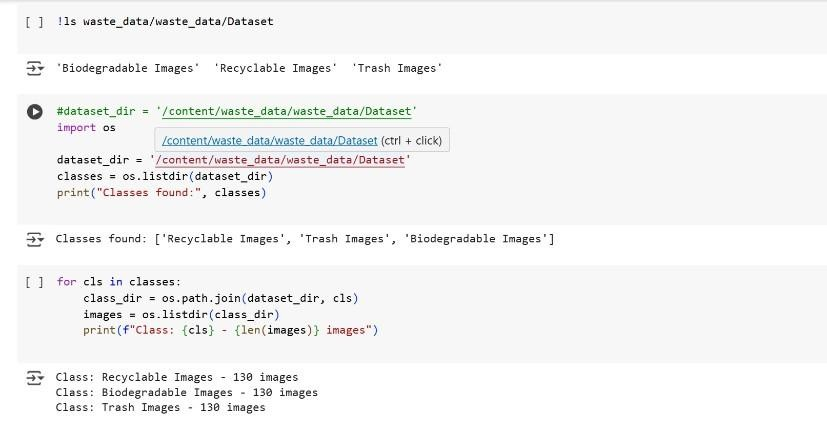 [ ] !ls waste_data/waste_data/Dataset
'Biodegradable Images' 'Recyclable Images' 'Trash Images'
#dataset_dir = '/content/waste_data/waste_data/Dataset'
import os
/content/waste_data/waste_data/Dataset (ctrl + click)
dataset_dir = '/content/waste_data/waste_data/Dataset'
classes = os.listdir(dataset_dir)
print("Classes found:", classes)
Classes found: ['Recyclable Images', 'Trash Images', 'Biodegradable Images']
[ ] for cls in classes:
    class_dir = os.path.join(dataset_dir, cls)
    images = os.listdir(class_dir)
    print(f"Class: {cls} - {len(images)} images")
Class: Recyclable Images - 130 images
Class: Biodegradable Images - 130 images
Class: Trash Images - 130 images